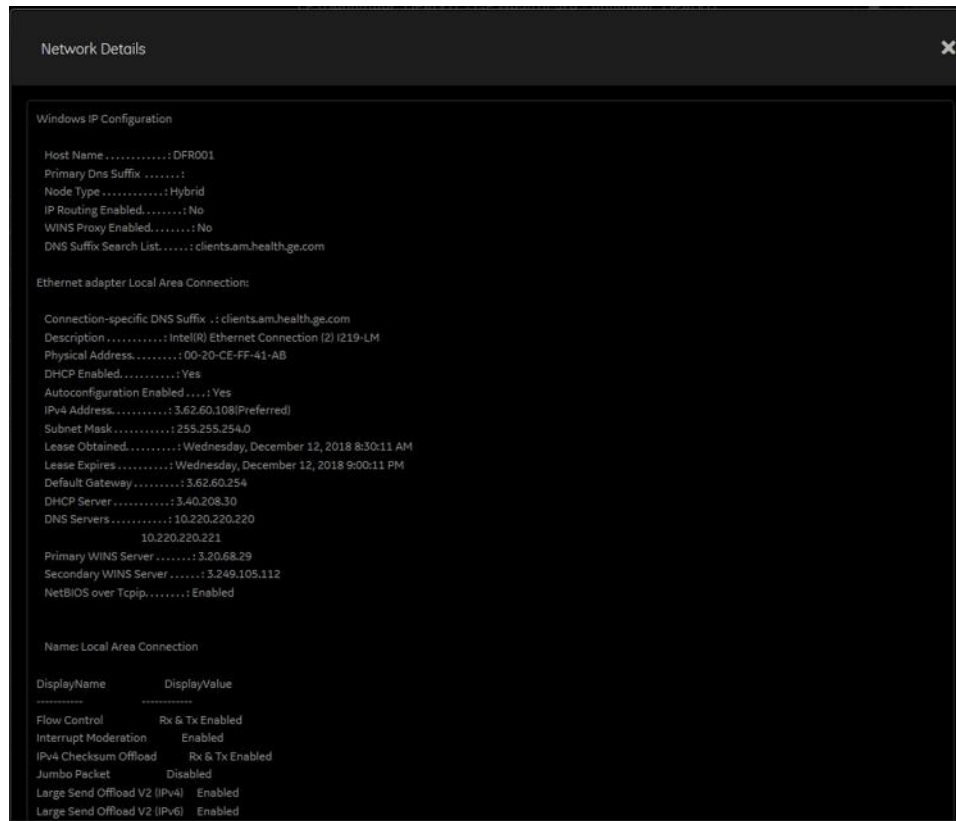 Network Details
Windows IP Configuration
Host Name . . . . . . . . . . . . : DFR001
Primary Dns Suffix . . . . . . . :
Node Type . . . . . . . . . . . . : Hybrid
IP Routing Enabled. . . . . . . . : No
WINS Proxy Enabled. . . . . . . . : No
DNS Suffix Search List. . . . . . : clients.am.health.ge.com
Ethernet adapter Local Area Connection:
Connection-specific DNS Suffix . : clients.am.health.ge.com
Description . . . . . . . . . . . : Intel(R) Ethernet Connection (2) I219-LM
Physical Address. . . . . . . . . : 00-20-CE-FF-41-AB
DHCP Enabled. . . . . . . . . . . : Yes
Autoconfiguration Enabled . . . . : Yes
IPv4 Address. . . . . . . . . . . : 3.62.60.108(Preferred)
Subnet Mask . . . . . . . . . . . : 255.255.254.0
Lease Obtained. . . . . . . . . . : Wednesday, December 12, 2018 8:30:11 AM
Lease Expires . . . . . . . . . . : Wednesday, December 12, 2018 9:00:11 PM
Default Gateway . . . . . . . . . : 3.62.60.254
DHCP Server . . . . . . . . . . . : 3.40.208.30
DNS Servers . . . . . . . . . . . : 10.220.220.220
10.220.220.221
Primary WINS Server . . . . . . . : 3.20.68.29
Secondary WINS Server . . . . . . : 3.249.105.112
NetBIOS over Tcpip. . . . . . . . : Enabled
Name: Local Area Connection
DisplayName DisplayValue
----------- ------------
Flow Control Rx & Tx Enabled
Interrupt Moderation Enabled
IPv4 Checksum Offload Rx & Tx Enabled
Jumbo Packet Disabled
Large Send Offload V2 (IPv4) Enabled
Large Send Offload V2 (IPv6) Enabled